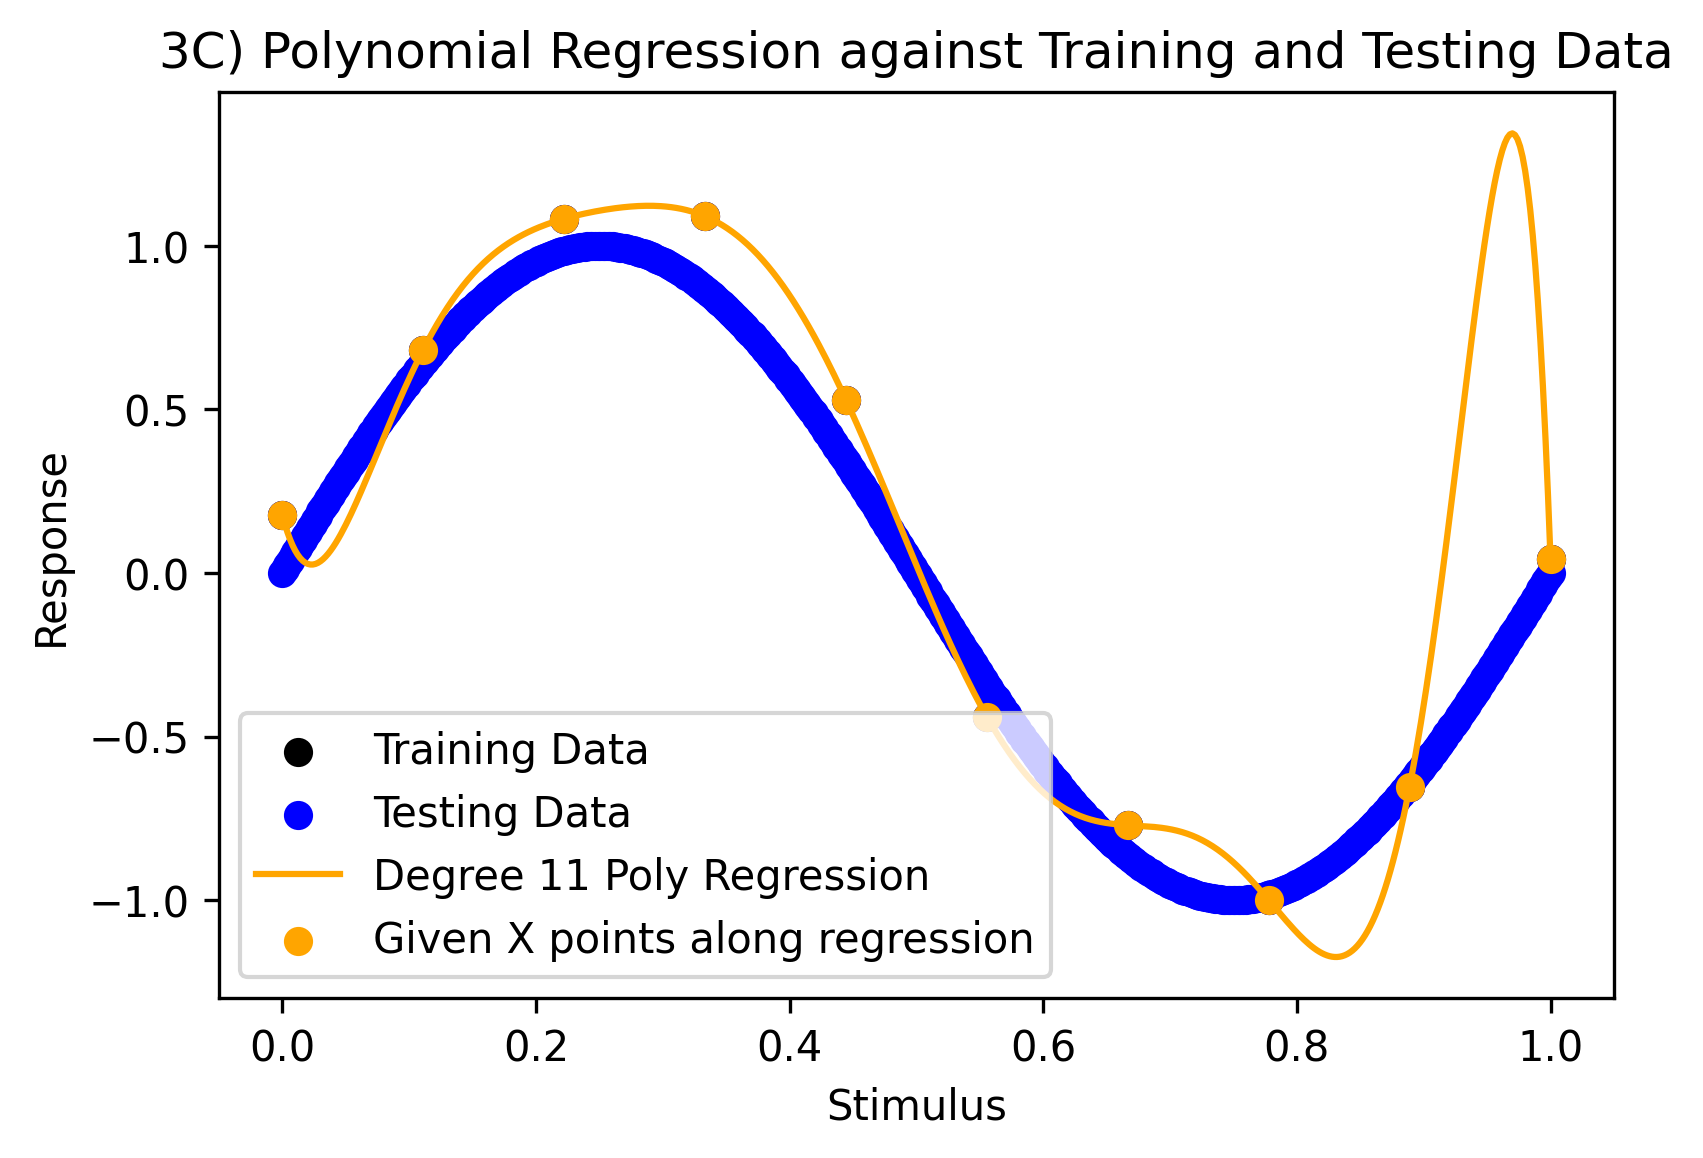 3C) Polynomial Regression against Training and Testing Data
1.0
0.5
0.0
−0.5
−1.0
Response
Training Data
Testing Data
Degree 11 Poly Regression
Given X points along regression
0.0 0.2 0.4 0.6 0.8 1.0
Stimulus